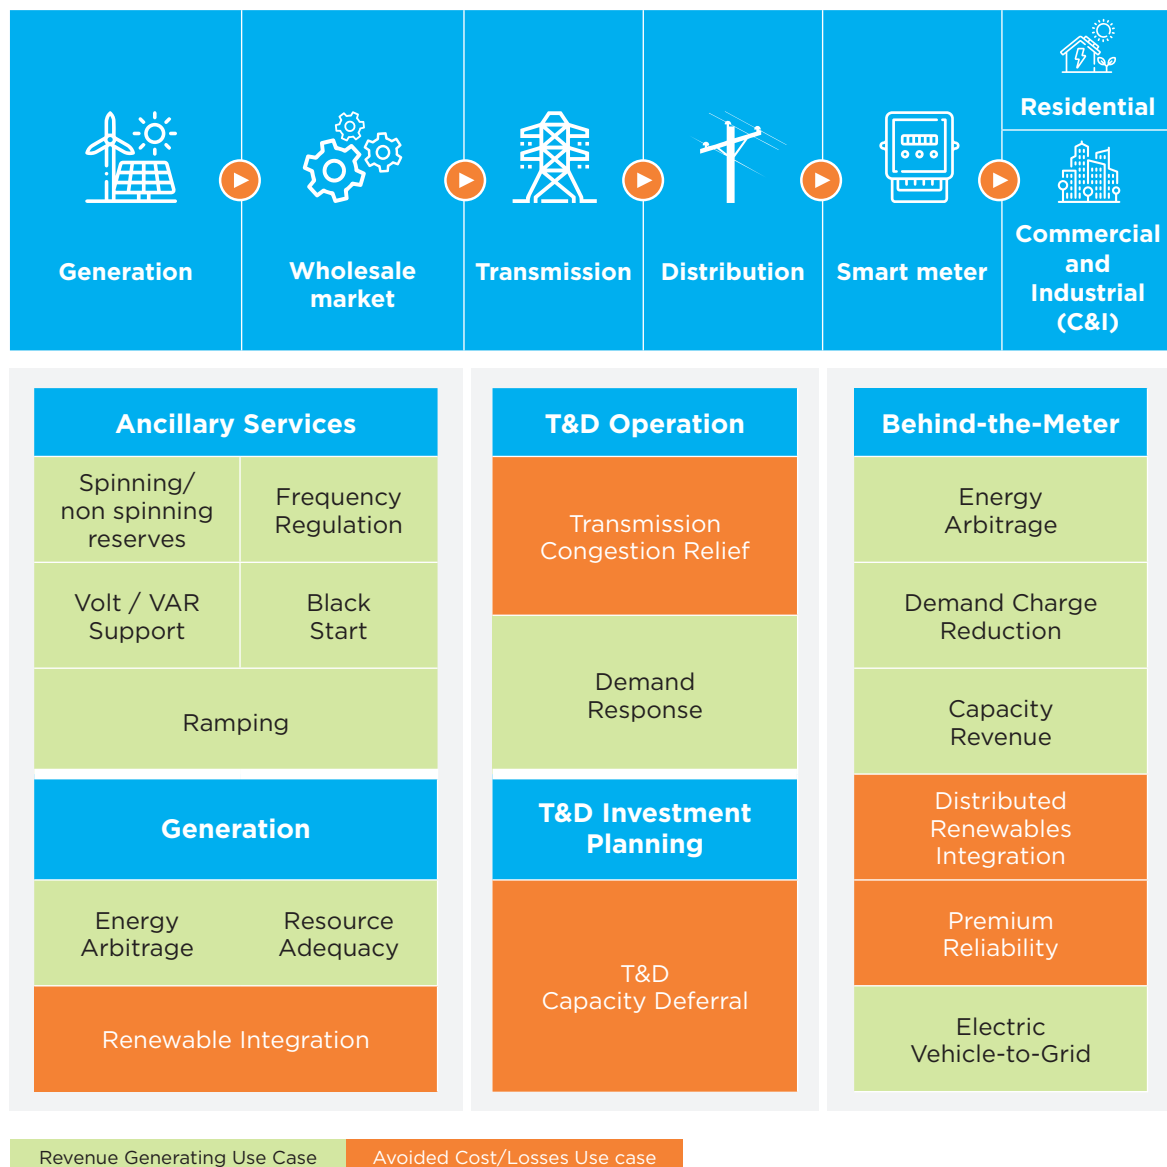 Generation
Wholesale
market
Transmission
Distribution
Smart meter
Residential
Commercial
and
Industrial
(C&I)
Ancillary Services
Spinning/
non spinning
reserves
Frequency
Regulation
Volt / VAR
Support
Black
Start
Ramping
Generation
Energy
Arbitrage
Resource
Adequacy
Renewable Integration
T&D Operation
Transmission
Congestion Relief
Demand
Response
T&D Investment
Planning
T&D
Capacity Deferral
Behind-the-Meter
Energy
Arbitrage
Demand Charge
Reduction
Capacity
Revenue
Distributed
Renewables
Integration
Premium
Reliability
Electric
Vehicle-to-Grid
Revenue Generating Use Case
Avoided Cost/Losses Use case